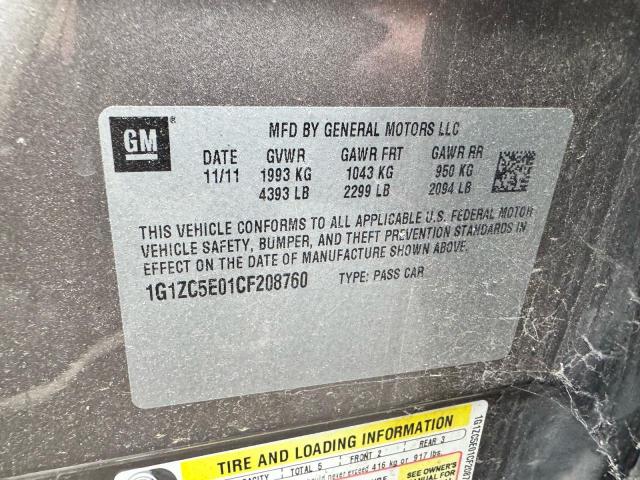 GM ®
MFD BY GENERAL MOTORS LLC
DATE GVWR GAWR FRT GAWR RR
11/11 1993 KG 1043 KG 950 KG
4393 LB 2299 LB 2094 LB
THIS VEHICLE CONFORMS TO ALL APPLICABLE U.S. FEDERAL MOTOR
VEHICLE SAFETY, BUMPER, AND THEFT PREVENTION STANDARDS IN
EFFECT ON THE DATE OF MANUFACTURE SHOWN ABOVE.
1G1ZC5E01CF208760 TYPE: PASS CAR
TIRE AND LOADING INFORMATION
TOTAL 5 FRONT 2 REAR 3
never exceed 416 kg or 917 lbs.
SEE OWNER'S
1G1ZC5E01CF208